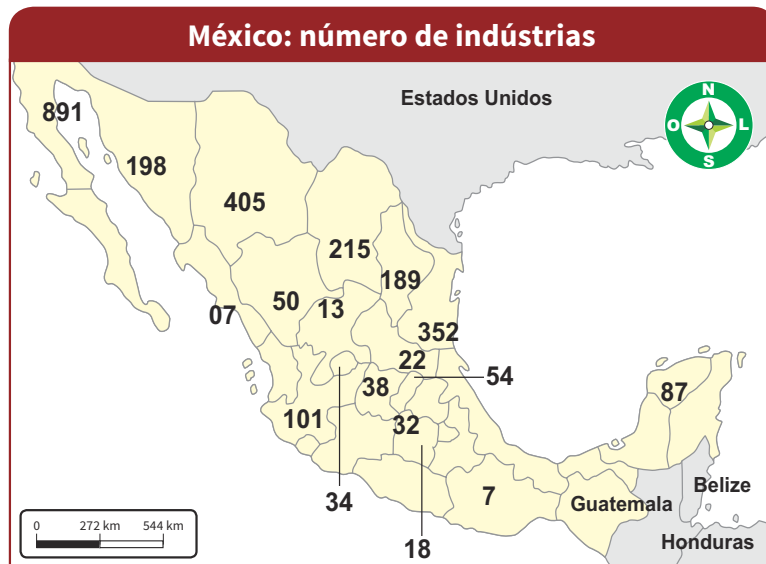 México: número de indústrias
Estados Unidos
N
O L
S
891
198
405
215
189
50
13
07
352
22
54
38
87
101
32
34
7
18
Guatemala
Belize
Honduras
0 272 km 544 km